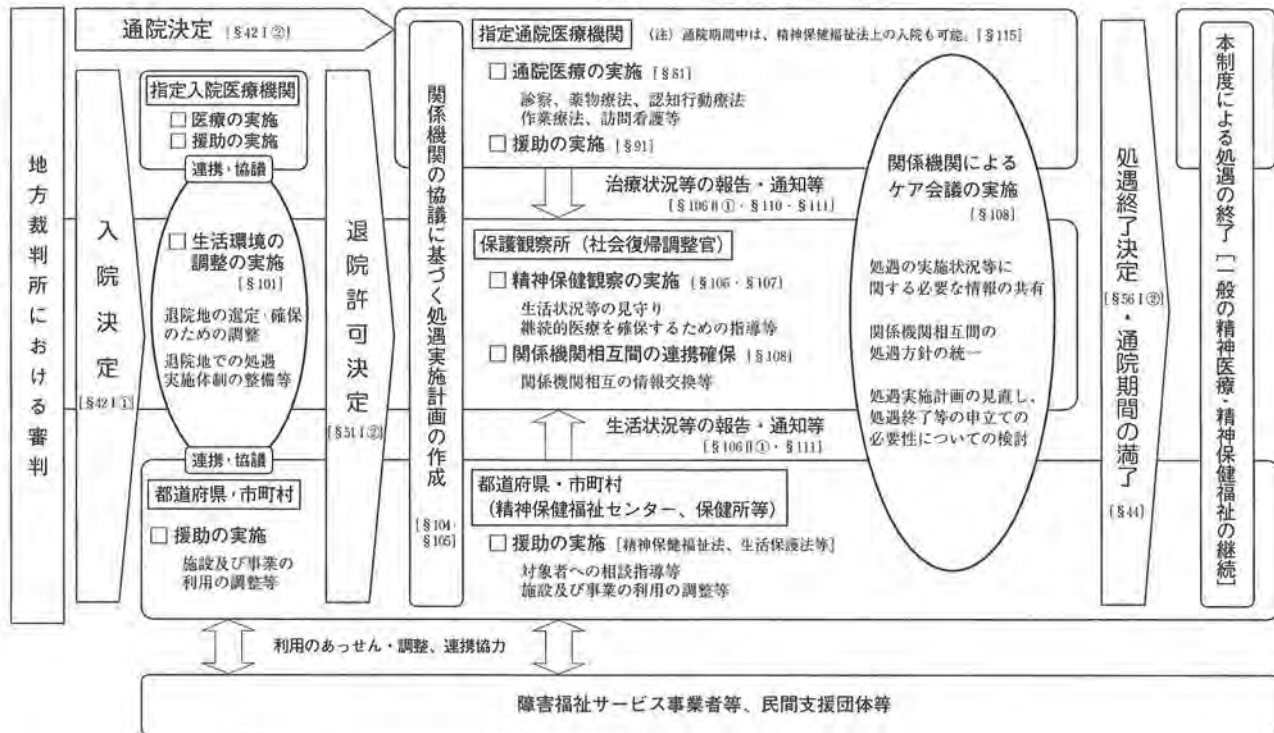 地方裁判所における審判
通院決定 [§42Ⅰ②]
入院決定
[§42Ⅰ①]
指定入院医療機関
□ 医療の実施
□ 援助の実施
連携・協議
□ 生活環境の
調整の実施
[§101]
退院地の選定・確保
のための調整
退院地での処遇
実施体制の整備等
連携・協議
都道府県・市町村
□ 援助の実施
施設及び事業の
利用の調整等
退院許可決定
[§51Ⅰ②]
関係機関の協議に基づく処遇実施計画の作成
[§104・
§105]
指定通院医療機関
(注) 通院期間中は、精神保健福祉法上の入院も可能。[§115]
□ 通院医療の実施 [§81]
診察、薬物療法、認知行動療法
作業療法、訪問看護等
□ 援助の実施 [§91]
治療状況等の報告・通知等
[§106Ⅱ①・§110・§111]
保護観察所(社会復帰調整官)
□ 精神保健観察の実施 [§106・§107]
生活状況等の見守り
継続的医療を確保するための指導等
□ 関係機関相互間の連携確保 [§108]
関係機関相互の情報交換等
生活状況等の報告・通知等
[§106Ⅱ①・§111]
都道府県・市町村
(精神保健福祉センター、保健所等)
□ 援助の実施 [精神保健福祉法、生活保護法等]
対象者への相談指導等
施設及び事業の利用の調整等
関係機関による
ケア会議の実施
[§108]
処遇の実施状況等に
関する必要な情報の共有
関係機関相互間の
処遇方針の統一
処遇実施計画の見直し、
処遇終了等の申立ての
必要性についての検討
処遇終了決定
[§56Ⅰ②]
・通院期間の満了
[§44]
本制度による処遇の終了 [一般の精神医療・精神保健福祉の継続]
利用のあっせん・調整、連携協力
障害福祉サービス事業者等、民間支援団体等